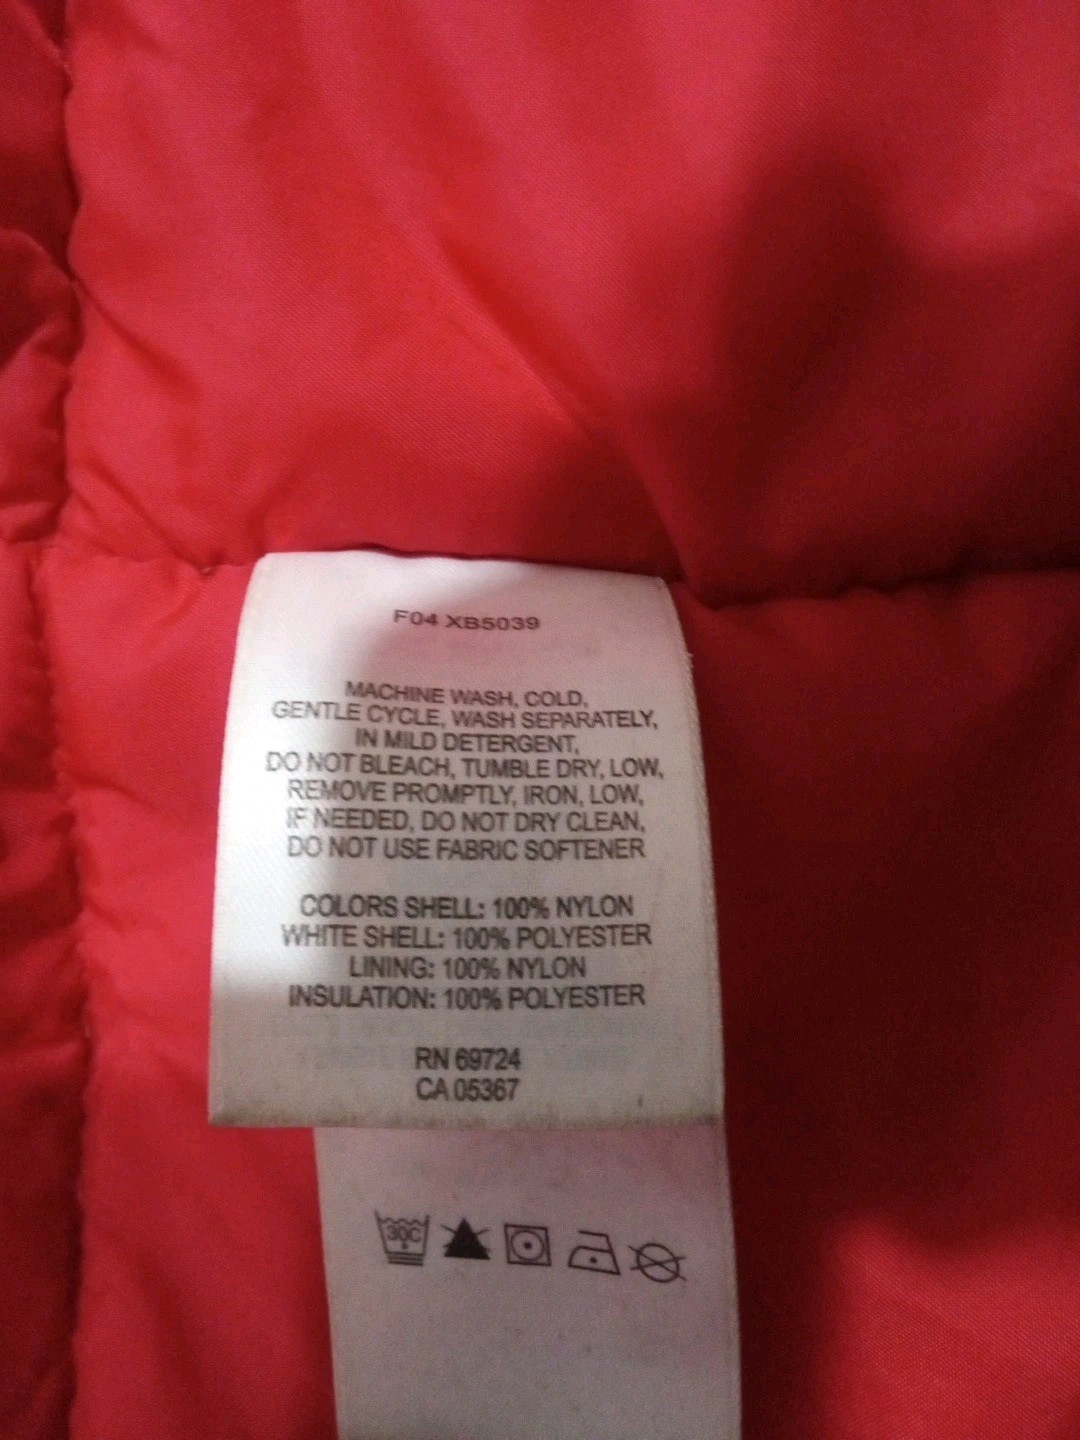 F04 XB5039
MACHINE WASH, COLD,
GENTLE CYCLE, WASH SEPARATELY,
IN MILD DETERGENT,
DO NOT BLEACH, TUMBLE DRY, LOW,
REMOVE PROMPTLY, IRON, LOW,
IF NEEDED, DO NOT DRY CLEAN,
DO NOT USE FABRIC SOFTENER
COLORS SHELL: 100% NYLON
WHITE SHELL: 100% POLYESTER
LINING: 100% NYLON
INSULATION: 100% POLYESTER
RN 69724
CA 05367
30C